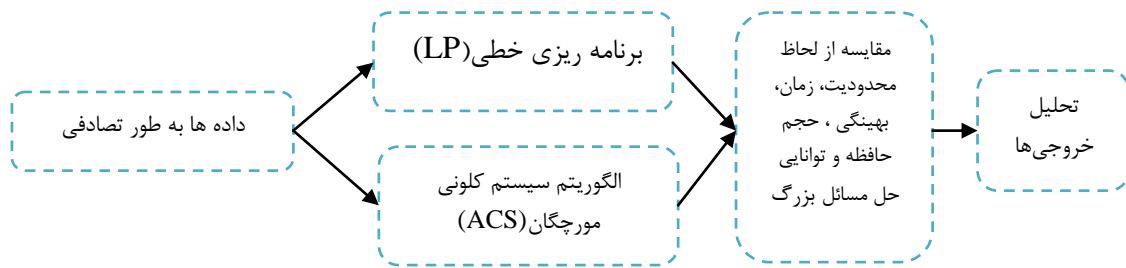 داده ها به طور تصادفی
برنامه ریزی خطی(LP)
الگوریتم سیستم کلونی
مورچگان(ACS)
مقایسه از لحاظ
محدودیت، زمان،
بهینگی ، حجم
حافظه و توانایی
حل مسائل بزرگ
تحلیل
خروجی‌ها